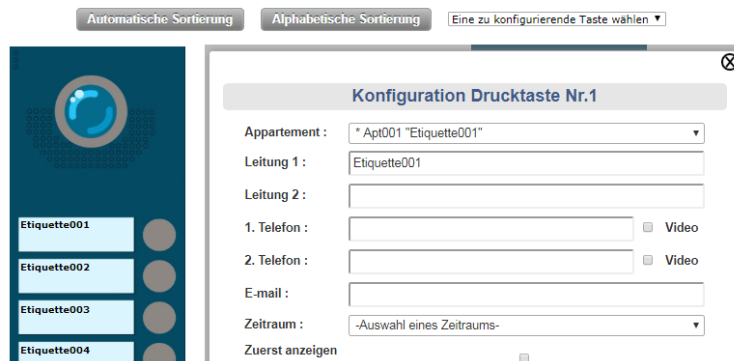 Automatische Sortierung Alphabetische Sortierung Eine zu konfigurierende Taste wählen
Konfiguration Drucktaste Nr.1
Appartement : * Apt001 "Etiquette001"
Leitung 1 : Etiquette001
Leitung 2 :
Etiquette001
1. Telefon : Video
Etiquette002
2. Telefon : Video
E-mail :
Etiquette003
Zeitraum : -Auswahl eines Zeitraums-
Etiquette004
Zuerst anzeigen